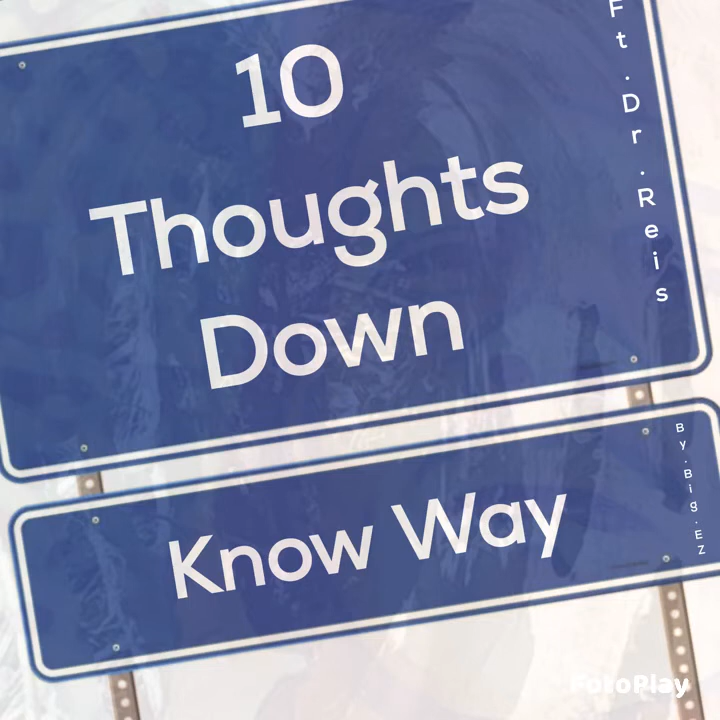 10
Thoughts
Down
Ft.Dr.Reis
Know Way
By.Big.EZ
FotoPlay